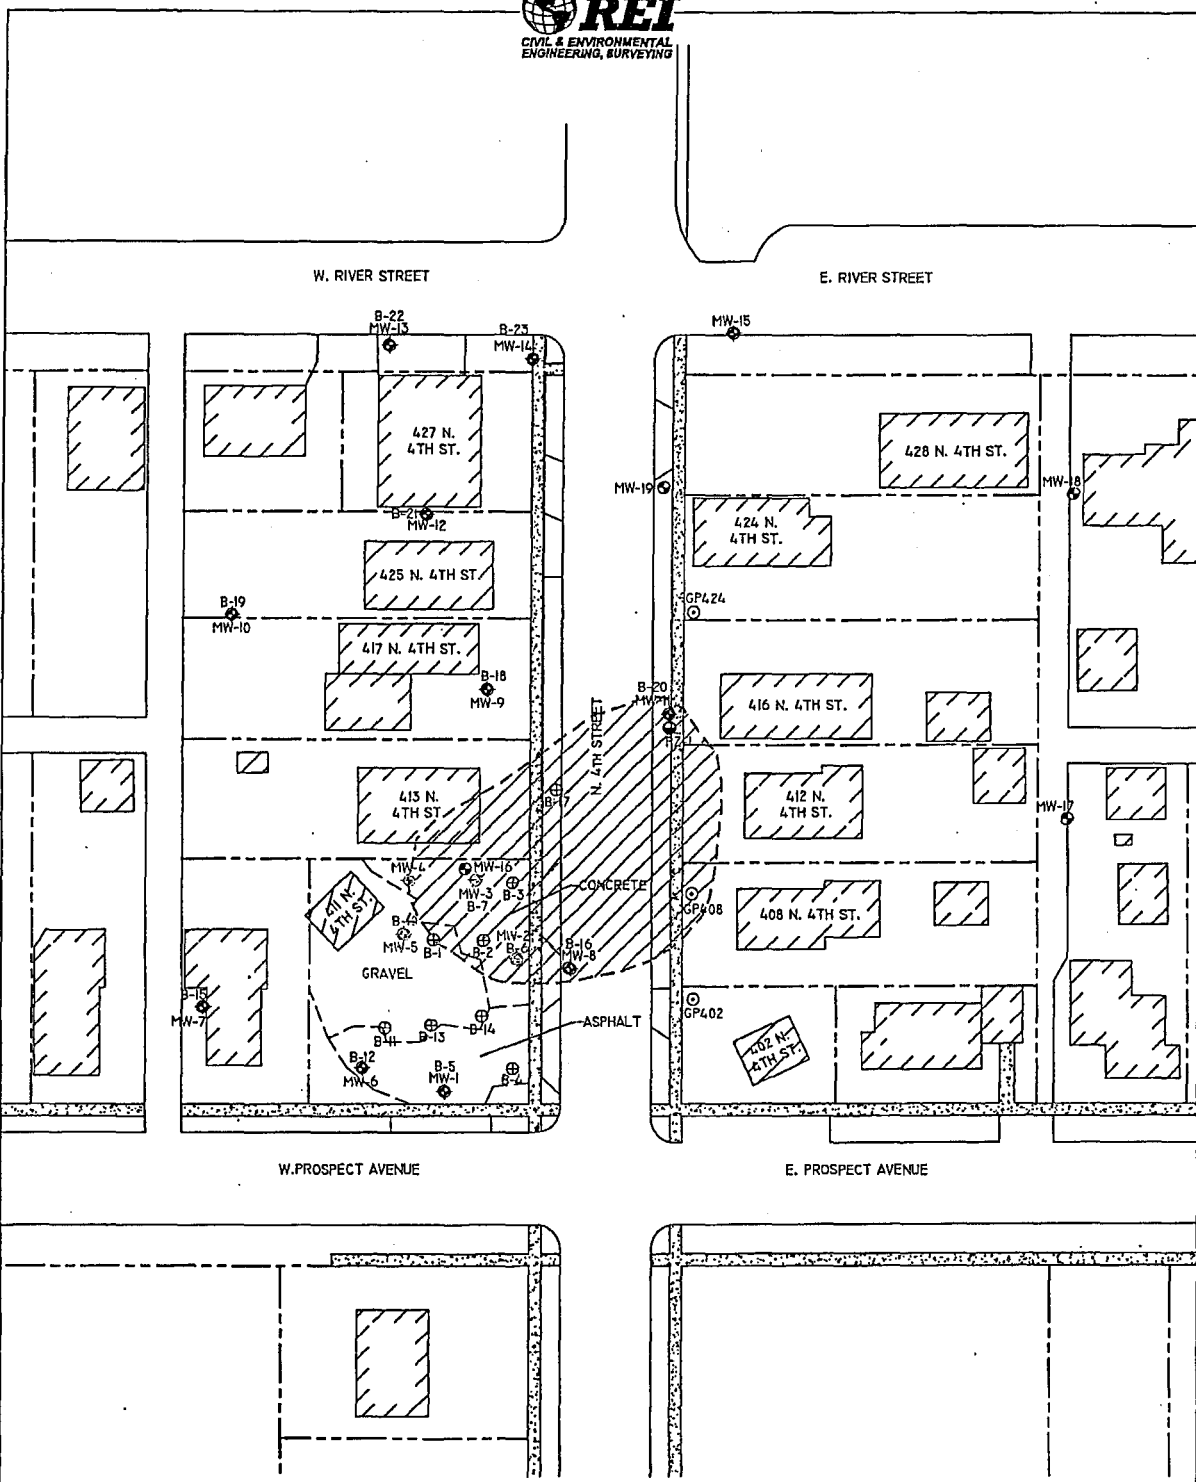 REI
CIVIL & ENVIRONMENTAL
ENGINEERING, SURVEYING
W. RIVER STREET
E. RIVER STREET
B-22
MW-13
B-23
MW-14
MW-15
427 N.
4TH ST.
428 N. 4TH ST.
MW-19
MW-18
B-21
MW-12
424 N.
4TH ST.
425 N. 4TH ST.
B-19
MW-10
GP424
417 N. 4TH ST.
B-18
MW-9
B-20
MW-11
416 N. 4TH ST.
N. 4TH STREET
B-17
413 N.
4TH ST.
412 N.
4TH ST.
MW-17
MW-4
MW-16
MW-3
B-7
B-3
CONCRETE
411 N.
4TH ST.
GP408
408 N. 4TH ST.
MW-5
B-1
B-2
MW-2
B-6
B-16
MW-8
GRAVEL
B-15
MW-7
GP402
B-11
B-13
B-14
ASPHALT
402 N.
4TH ST.
B-12
MW-6
B-5
MW-1
B-4
W.PROSPECT AVENUE
E. PROSPECT AVENUE